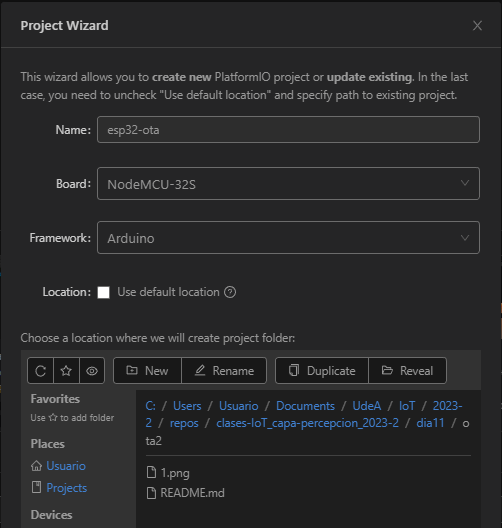 Project Wizard
This wizard allows you to create new PlatformIO project or update existing. In the last
case, you need to uncheck "Use default location" and specify path to existing project.
Name: esp32-ota
Board: NodeMCU-32S
Framework: Arduino
Location: Use default location
Choose a location where we will create project folder:
New Rename Duplicate Reveal
Favorites
Use ☆ to add folder
Places
Usuario
Projects
Devices
C: / Users / Usuario / Documents / UdeA / IoT / 2023-
2 / repos / clases-IoT_capa-percepcion_2023-2 / dia11 / o
ta2
1.png
README.md